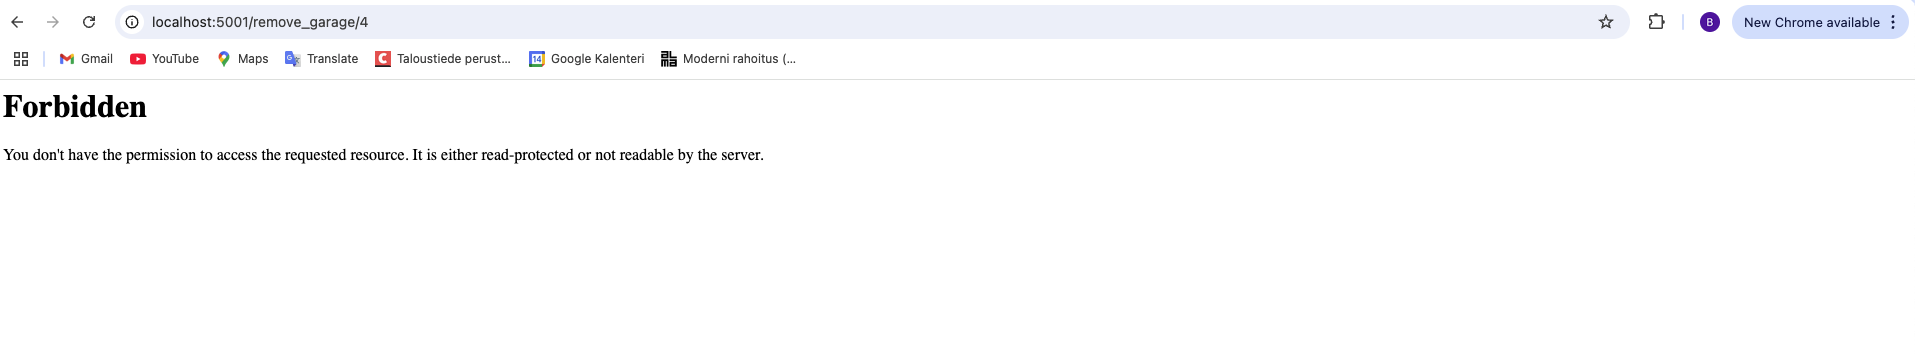 localhost:5001/remove_garage/4
B
New Chrome available
Gmail
YouTube
Maps
Translate
Taloustiede perust...
14
Google Kalenteri
Moderni rahoitus (...
Forbidden
You don't have the permission to access the requested resource. It is either read-protected or not readable by the server.